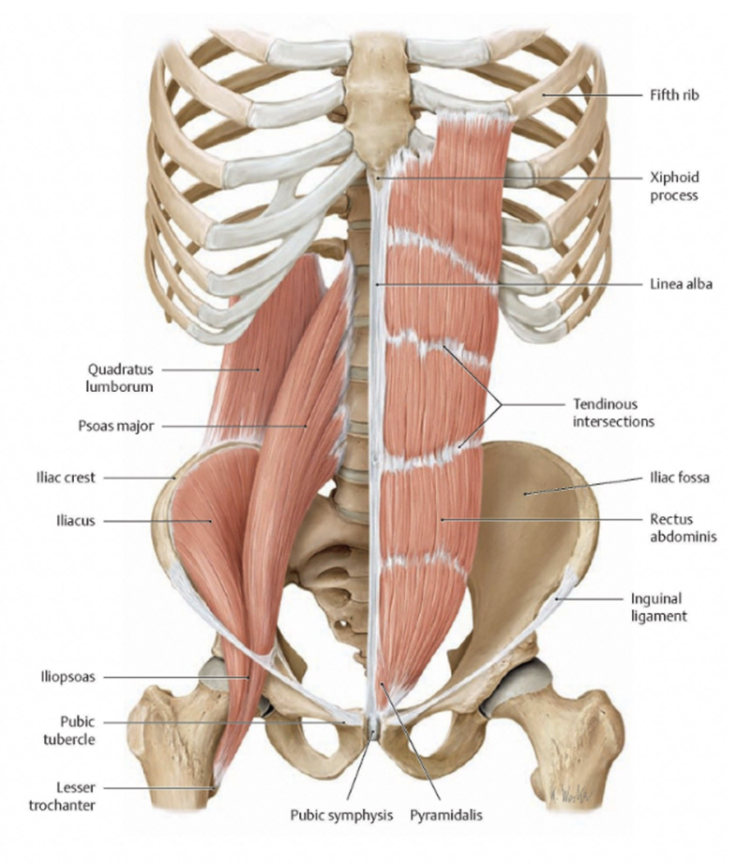 Fifth rib
Xiphoid
process
Linea alba
Quadratus
lumborum
Tendinous
intersections
Psoas major
Iliac crest
Iliac fossa
Iliacus
Rectus
abdominis
Inguinal
ligament
Iliopsoas
Pubic
tubercle
Lesser
trochanter
Pubic symphysis
Pyramidalis